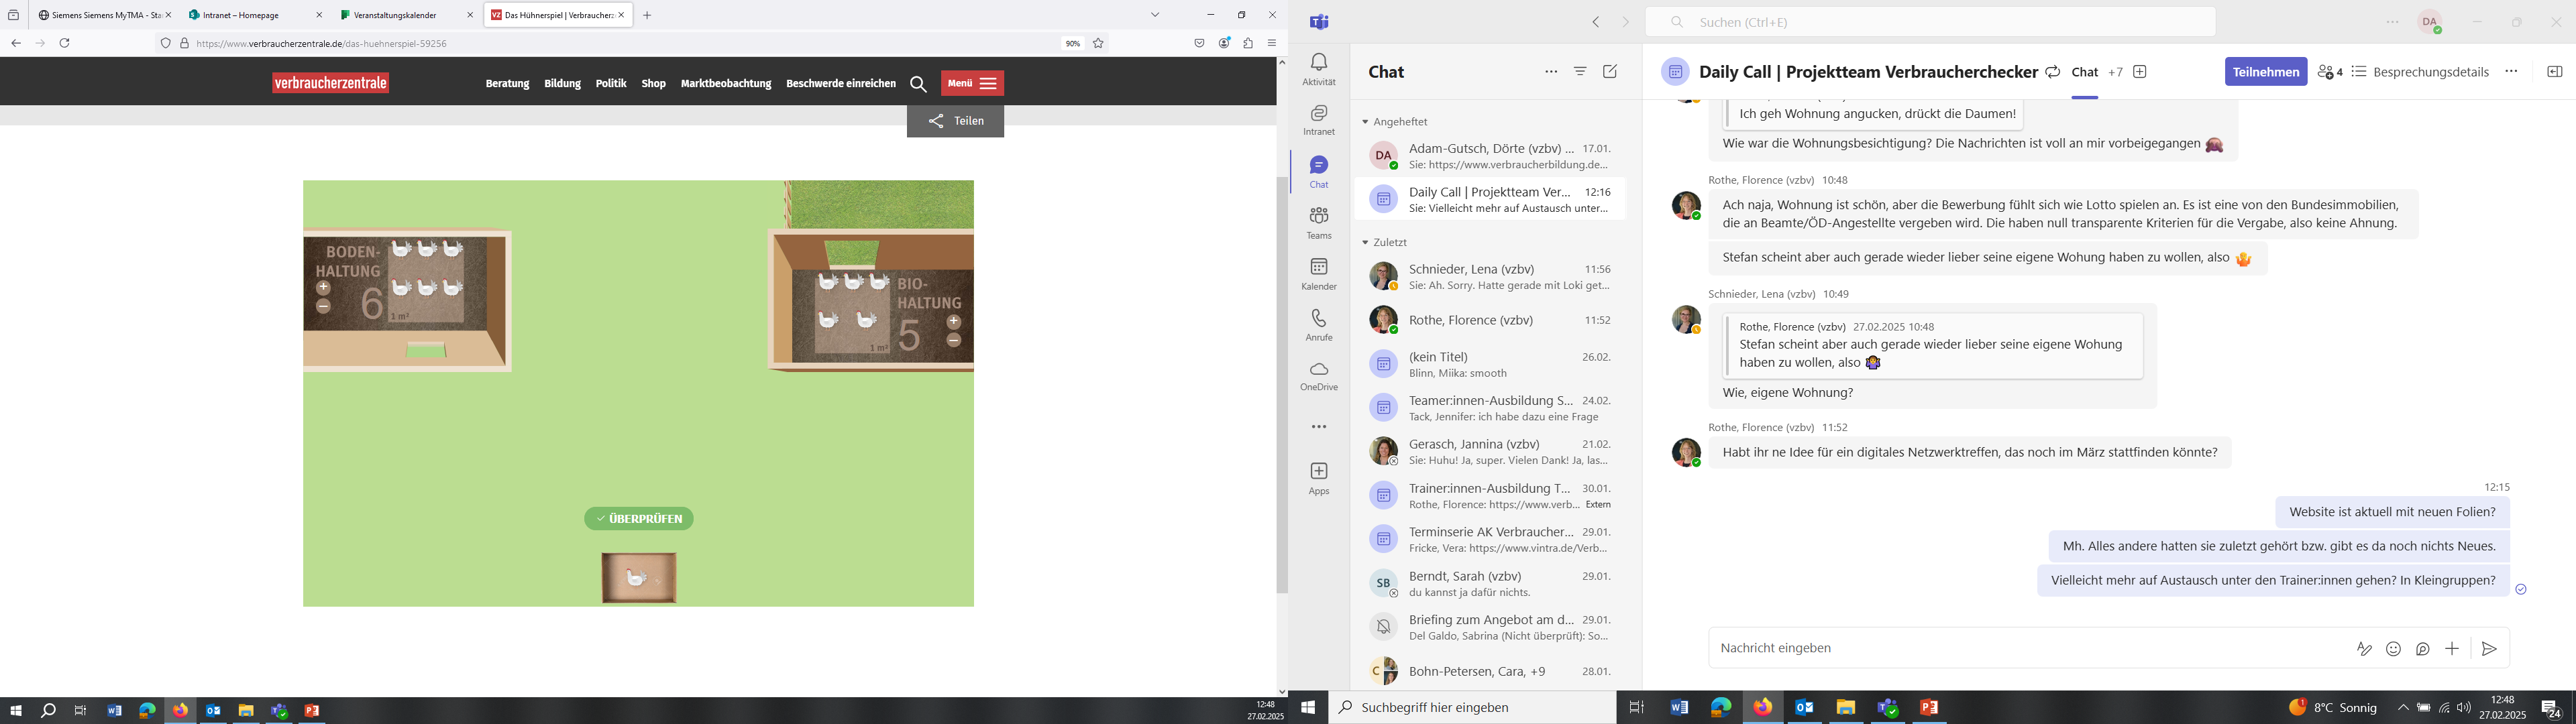 Siemens Siemens MyTMA - Sta
Intranet – Homepage
Veranstaltungskalender
Das Hühnerspiel | Verbraucherz
https://www.verbraucherzentrale.de/das-huehnerspiel-59256
90%
verbraucherzentrale
Beratung
Bildung
Politik
Shop
Marktbeobachtung
Beschwerde einreichen
Menü
Teilen
BODEN-
HALTUNG
6
1 m²
BIO-
HALTUNG
5
1 m²
ÜBERPRÜFEN
12:48
27.02.2025
Suchen (Ctrl+E)
DA
Aktivität
Intranet
Chat
Teams
Kalender
Anrufe
OneDrive
Apps
Chat
Angeheftet
DA
Adam-Gutsch, Dörte (vzbv) ... 17.01.
Sie: https://www.verbraucherbildung.de...
Daily Call | Projektteam Ver... 12:16
Sie: Vielleicht mehr auf Austausch unter...
Zuletzt
Schnieder, Lena (vzbv) 11:56
Sie: Ah. Sorry. Hatte gerade mit Loki get...
Rothe, Florence (vzbv) 11:52
(kein Titel) 26.02.
Blinn, Miika: smooth
Teamer:innen-Ausbildung S... 24.02.
Tack, Jennifer: ich habe dazu eine Frage
Gerasch, Jannina (vzbv) 21.02.
Sie: Huhu! Ja, super. Vielen Dank! Ja, las...
Trainer:innen-Ausbildung T... 30.01.
Rothe, Florence: https://www.verb... Extern
Terminserie AK Verbraucher... 29.01.
Fricke, Vera: https://www.vintra.de/Verb...
SB
Berndt, Sarah (vzbv) 29.01.
du kannst ja dafür nichts.
Briefing zum Angebot am d... 29.01.
Del Galdo, Sabrina (Nicht überprüft): So...
C
Bohn-Petersen, Cara, +9 28.01.
Daily Call | Projektteam Verbraucherchecker
Chat
+7
Teilnehmen
4
Besprechungsdetails
Ich geh Wohnung angucken, drückt die Daumen!
Wie war die Wohnungsbesichtigung? Die Nachrichten ist voll an mir vorbeigegangen
Rothe, Florence (vzbv) 10:48
Ach naja, Wohnung ist schön, aber die Bewerbung fühlt sich wie Lotto spielen an. Es ist eine von den Bundesimmobilien,
die an Beamte/ÖD-Angestellte vergeben wird. Die haben null transparente Kriterien für die Vergabe, also keine Ahnung.
Stefan scheint aber auch gerade wieder lieber seine eigene Wohung haben zu wollen, also
Schnieder, Lena (vzbv) 10:49
Rothe, Florence (vzbv) 27.02.2025 10:48
Stefan scheint aber auch gerade wieder lieber seine eigene Wohung
haben zu wollen, also
Wie, eigene Wohnung?
Rothe, Florence (vzbv) 11:52
Habt ihr ne Idee für ein digitales Netzwerktreffen, das noch im März stattfinden könnte?
12:15
Website ist aktuell mit neuen Folien?
Mh. Alles andere hatten sie zuletzt gehört bzw. gibt es da noch nichts Neues.
Vielleicht mehr auf Austausch unter den Trainer:innen gehen? In Kleingruppen?
Nachricht eingeben
Suchbegriff hier eingeben
8°C Sonnig
12:48
27.02.2025
24